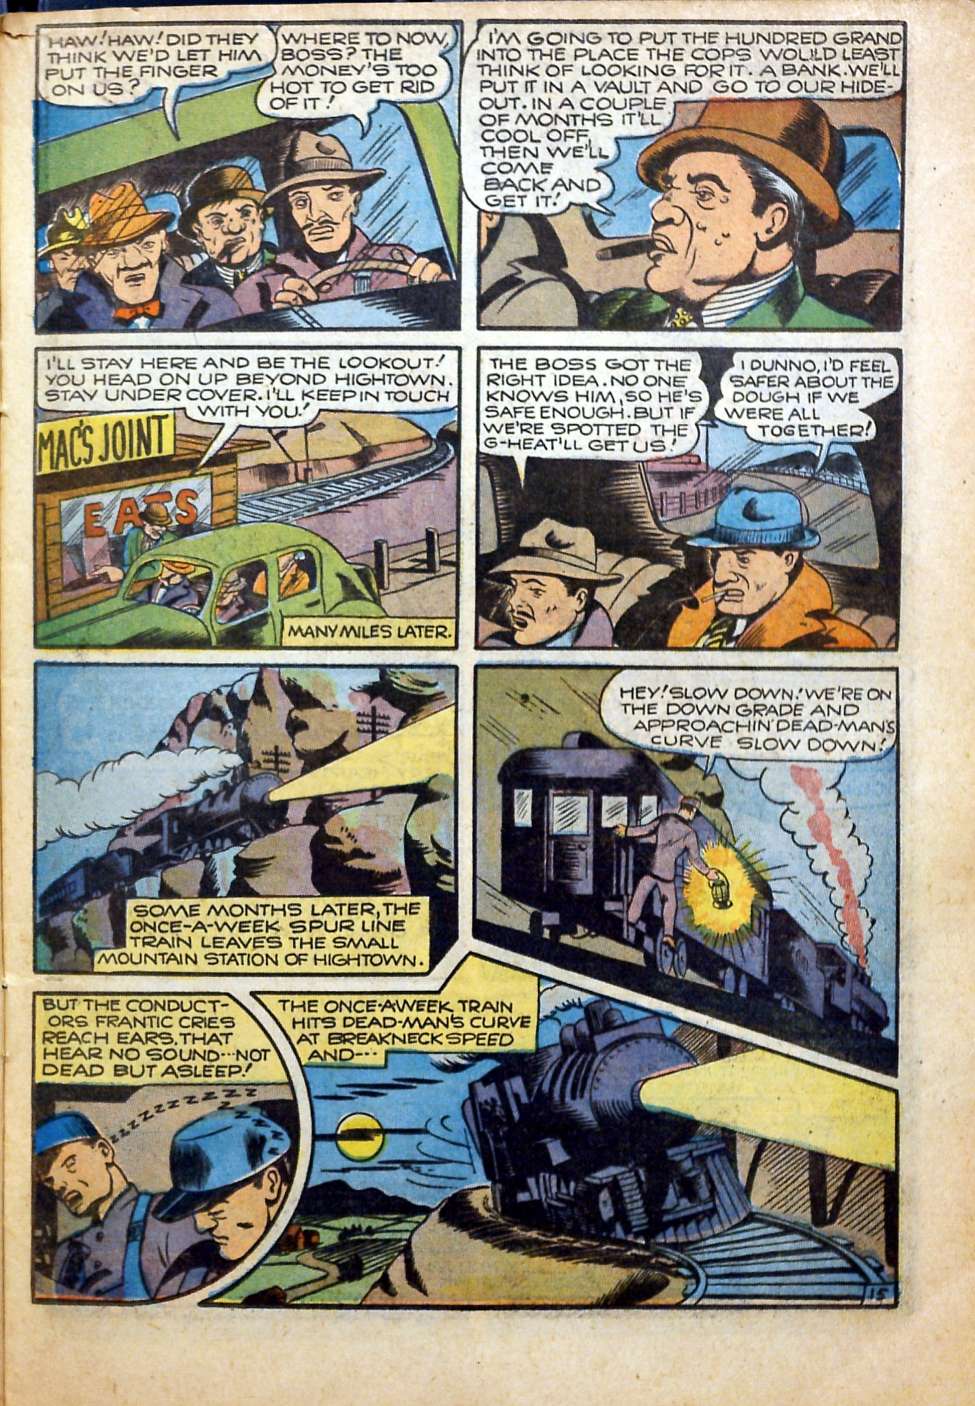 HAW! HAW! DID THEY
THINK WE'D LET HIM
PUT THE FINGER
ON US?
WHERE TO NOW,
BOSS? THE
MONEY'S TOO
HOT TO GET RID
OF IT!
I'M GOING TO PUT THE HUNDRED GRAND
INTO THE PLACE THE COPS WOULD LEAST
THINK OF LOOKING FOR IT. A BANK. WE'LL
PUT IT IN A VAULT AND GO TO OUR HIDE-
OUT. IN A COUPLE
OF MONTHS IT'LL
COOL OFF,
THEN WE'LL
COME
BACK AND
GET IT!
I'LL STAY HERE AND BE THE LOOKOUT!
YOU HEAD ON UP BEYOND HIGHTOWN.
STAY UNDER COVER. I'LL KEEP IN TOUCH
WITH YOU!
MAC'S JOINT
EATS
MANY MILES LATER.
THE BOSS GOT THE
RIGHT IDEA. NO ONE
KNOWS HIM, SO HE'S
SAFE ENOUGH. BUT IF
WE'RE SPOTTED THE
G-HEAT'LL GET US!
I DUNNO, I'D FEEL
SAFER ABOUT THE
DOUGH IF WE
WERE ALL
TOGETHER!
SOME MONTHS LATER, THE
ONCE-A-WEEK SPUR LINE
TRAIN LEAVES THE SMALL
MOUNTAIN STATION OF HIGHTOWN.
HEY! SLOW DOWN! WE'RE ON
THE DOWN GRADE AND
APPROACHIN' DEAD-MAN'S
CURVE SLOW DOWN!
BUT THE CONDUCT-
ORS FRANTIC CRIES
REACH EARS, THAT
HEAR NO SOUND---NOT
DEAD BUT ASLEEP!
ZZZZZZZZZZZ
THE ONCE-A-WEEK TRAIN
HITS DEAD-MAN'S CURVE
AT BREAKNECK SPEED
AND---
15